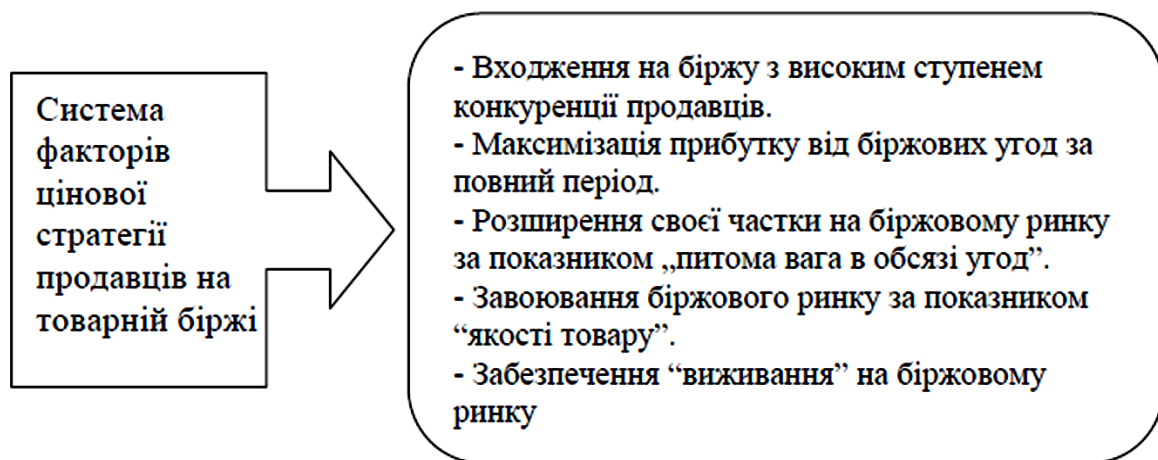 Система
факторів
цінової
стратегії
продавців на
товарній біржі
- Входження на біржу з високим ступенем
конкуренції продавців.
- Максимізація прибутку від біржових угод за
повний період.
- Розширення своєї частки на біржовому ринку
за показником „питома вага в обсязі угод”.
- Завоювання біржового ринку за показником
“якості товару”.
- Забезпечення “виживання” на біржовому
ринку